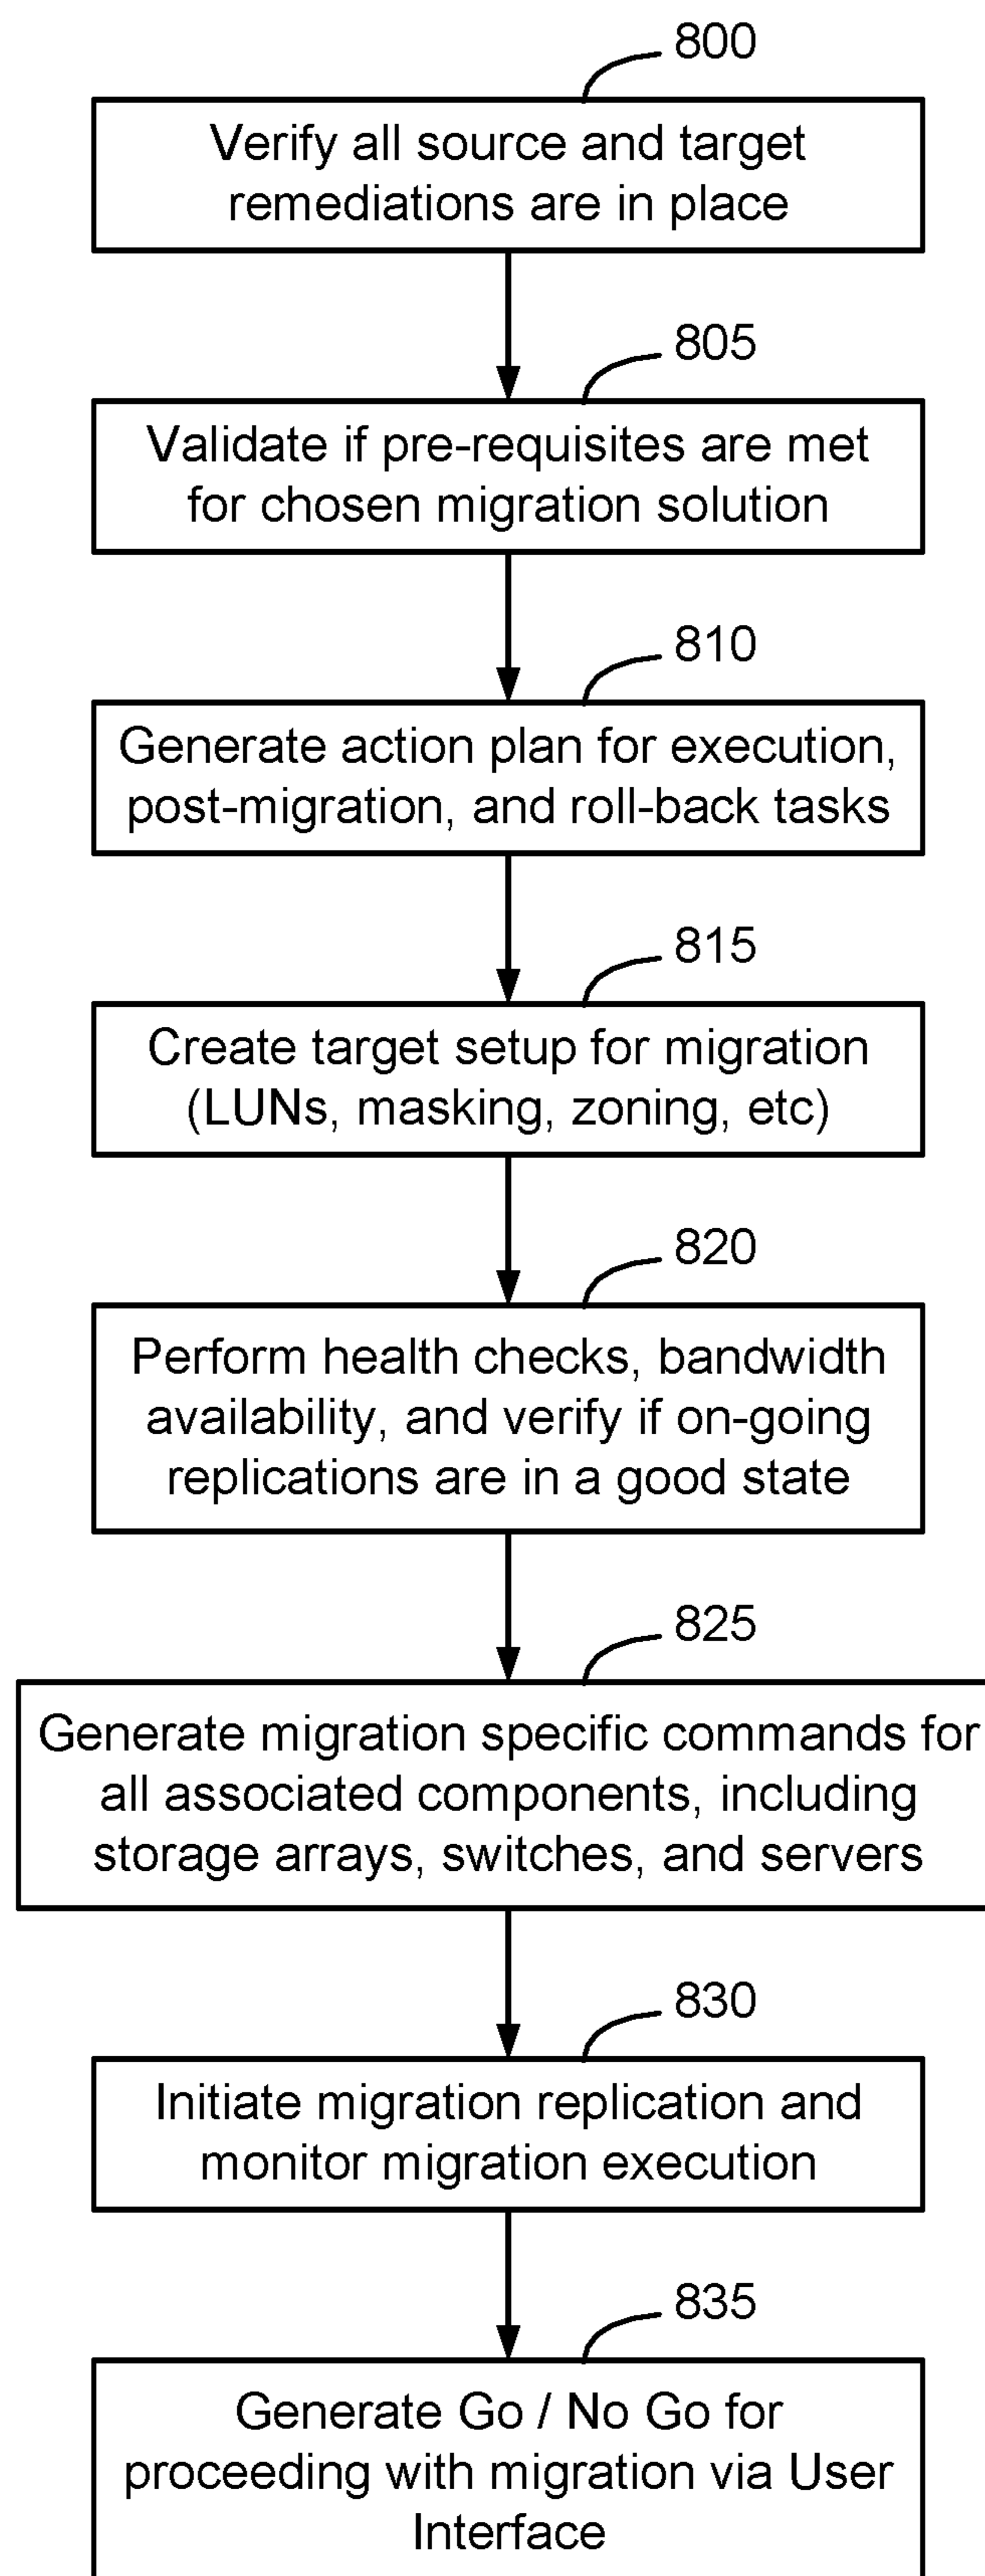 800
Verify all source and target
remediations are in place
805
Validate if pre-requisites are met
for chosen migration solution
810
Generate action plan for execution,
post-migration, and roll-back tasks
815
Create target setup for migration
(LUNs, masking, zoning, etc)
820
Perform health checks, bandwidth
availability, and verify if on-going
replications are in a good state
825
Generate migration specific commands for
all associated components, including
storage arrays, switches, and servers
830
Initiate migration replication and
monitor migration execution
835
Generate Go / No Go for
proceeding with migration via User
Interface